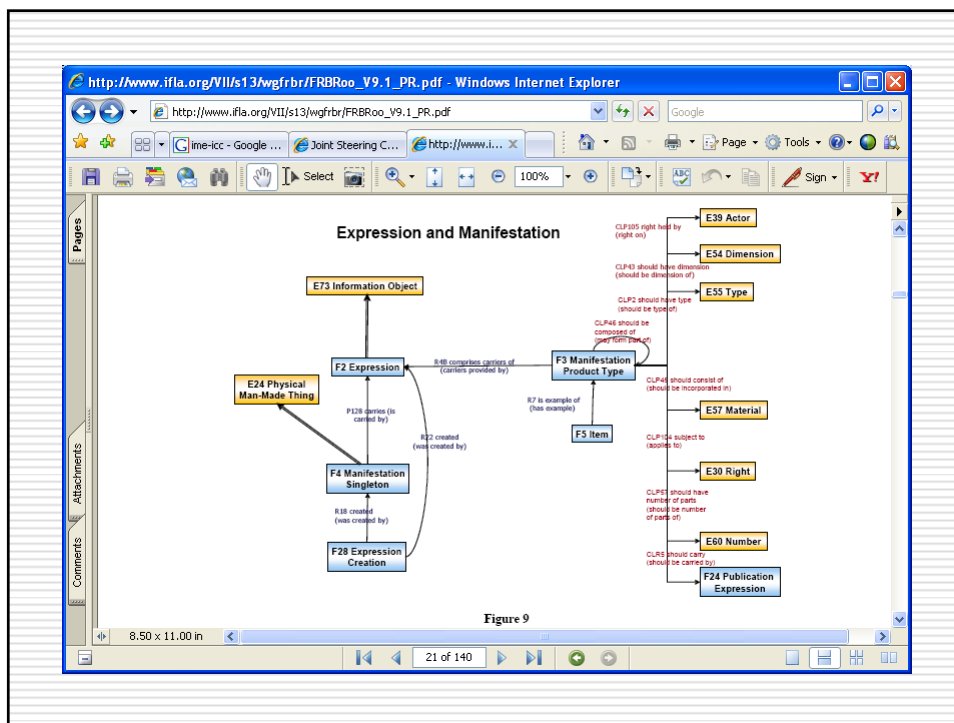 http://www.ifla.org/VII/s13/wgfrbr/FRBRoo_V9.1_PR.pdf - Windows Internet Explorer
http://www.ifla.org/VII/s13/wgfrbr/FRBRoo_V9.1_PR.pdf
Google
ime-icc - Google ...
Joint Steering C...
http://www.i...
Page
Tools
Select
100%
Sign
Y!
Pages
Attachments
Comments
Expression and Manifestation
E73 Information Object
F2 Expression
E24 Physical
Man-Made Thing
P128 carries (is
carried by)
R22 created
(was created by)
F4 Manifestation
Singleton
R18 created
(was created by)
F28 Expression
Creation
R48 comprises carriers of
(carriers provided by)
F3 Manifestation
Product Type
R7 is example of
(has example)
F5 Item
CLP105 right held by
(right on)
E39 Actor
CLP43 should have dimension
(should be dimension of)
E54 Dimension
CLP2 should have type
(should be type of)
E55 Type
CLP46 should be
composed of
(may form part of)
CLP45 should consist of
(should be incorporated in)
E57 Material
CLP104 subject to
(applies to)
E30 Right
CLP57 should have
number of parts
(should be number
of parts of)
E60 Number
CLR5 should carry
(should be carried by)
F24 Publication
Expression
Figure 9
8.50 x 11.00 in
21 of 140